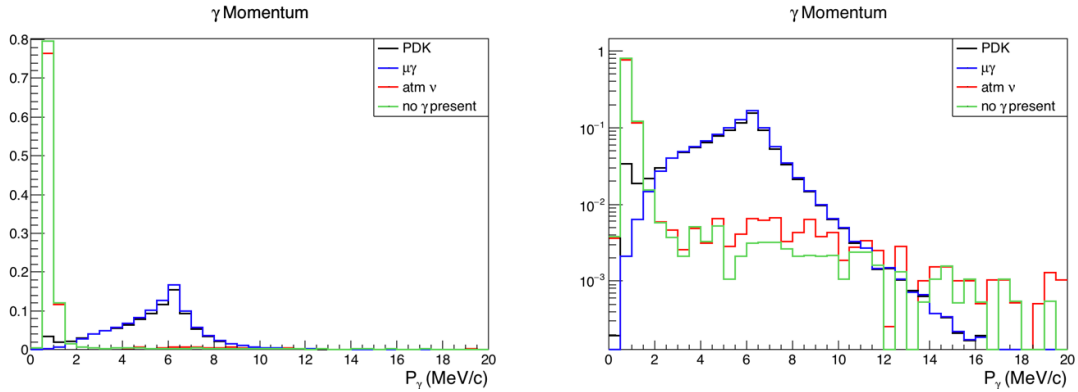 γ Momentum
0.8
0.7
0.6
0.5
0.4
0.3
0.2
0.1
0
PDK
μγ
atm ν
no γ present
0 2 4 6 8 10 12 14 16 18 20
P_γ (MeV/c)
γ Momentum
1
10⁻¹
10⁻²
10⁻³
PDK
μγ
atm ν
no γ present
0 2 4 6 8 10 12 14 16 18 20
P_γ (MeV/c)